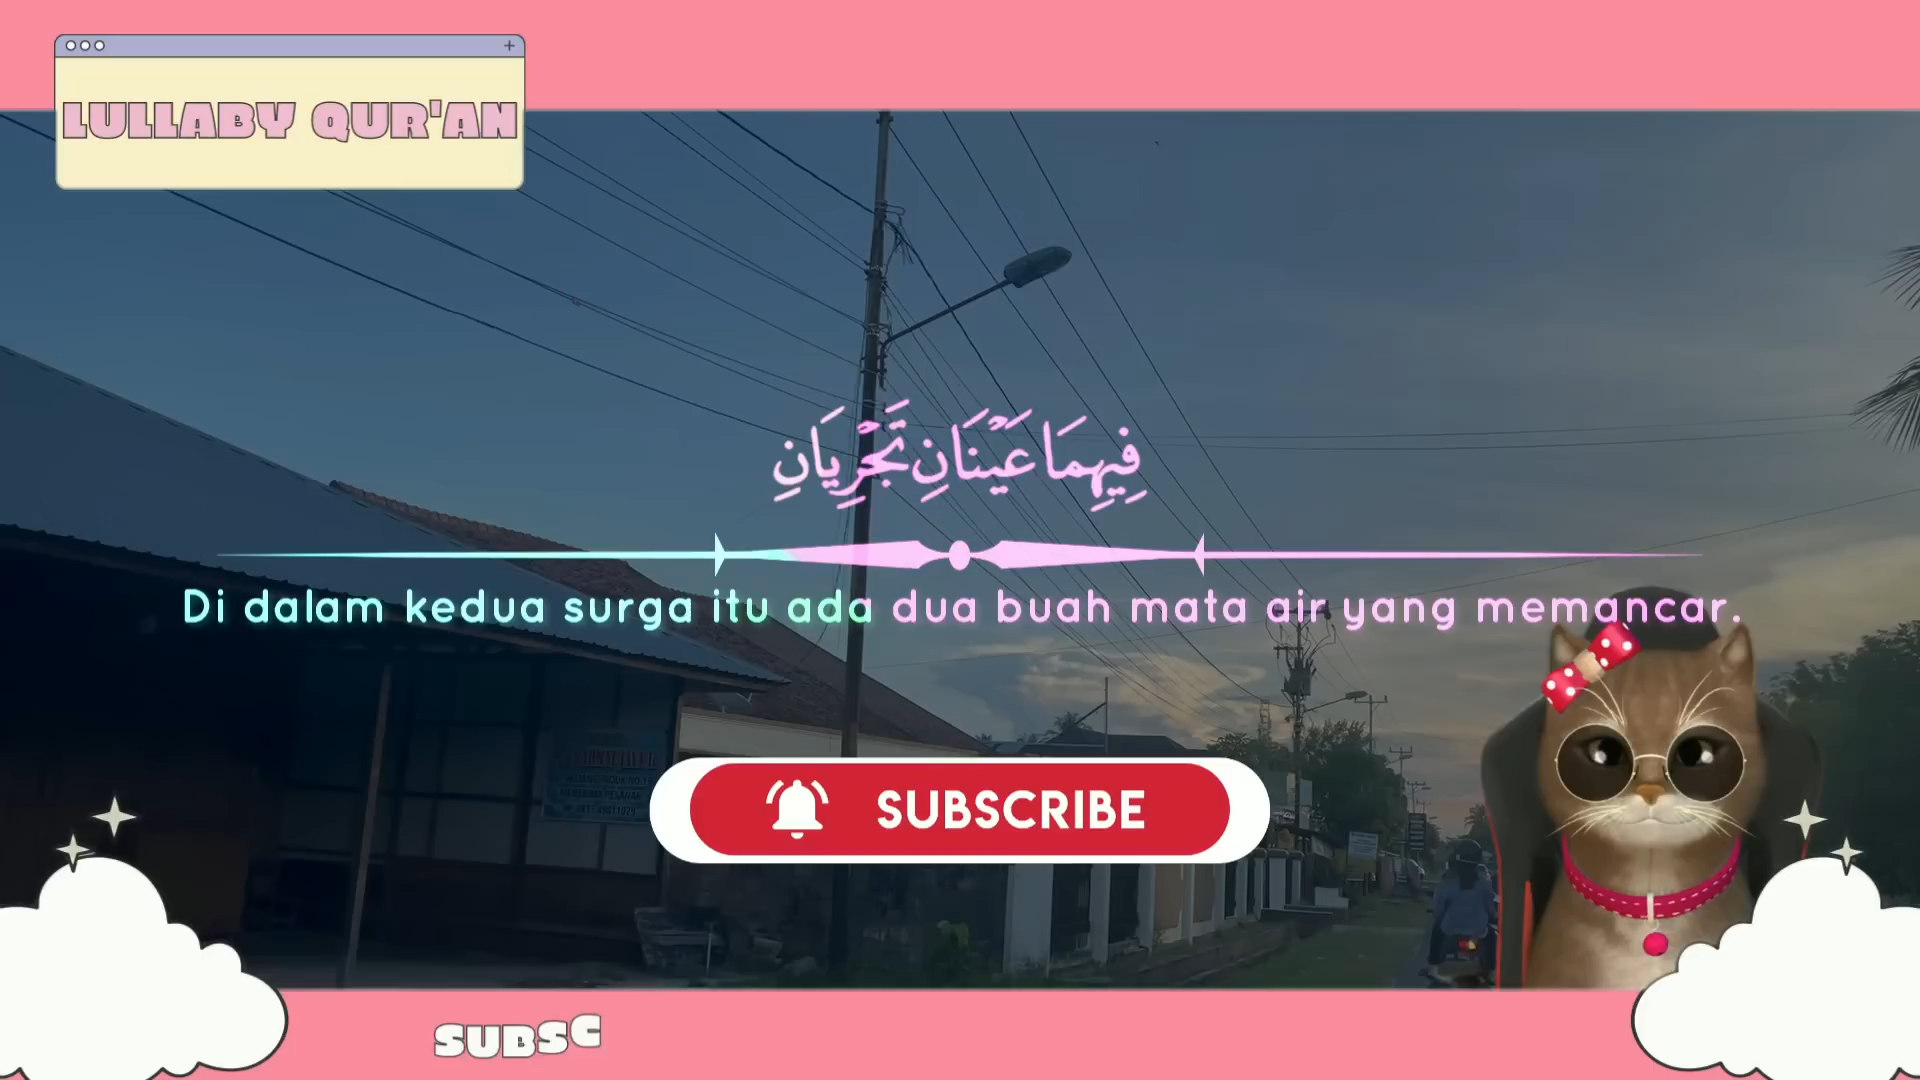 LULLABY QUR'AN
فِيهِمَا عَيْنَانِ تَجْرِيَانِ
Di dalam kedua surga itu ada dua buah mata air yang memancar.
SUBSCRIBE
SUBSC